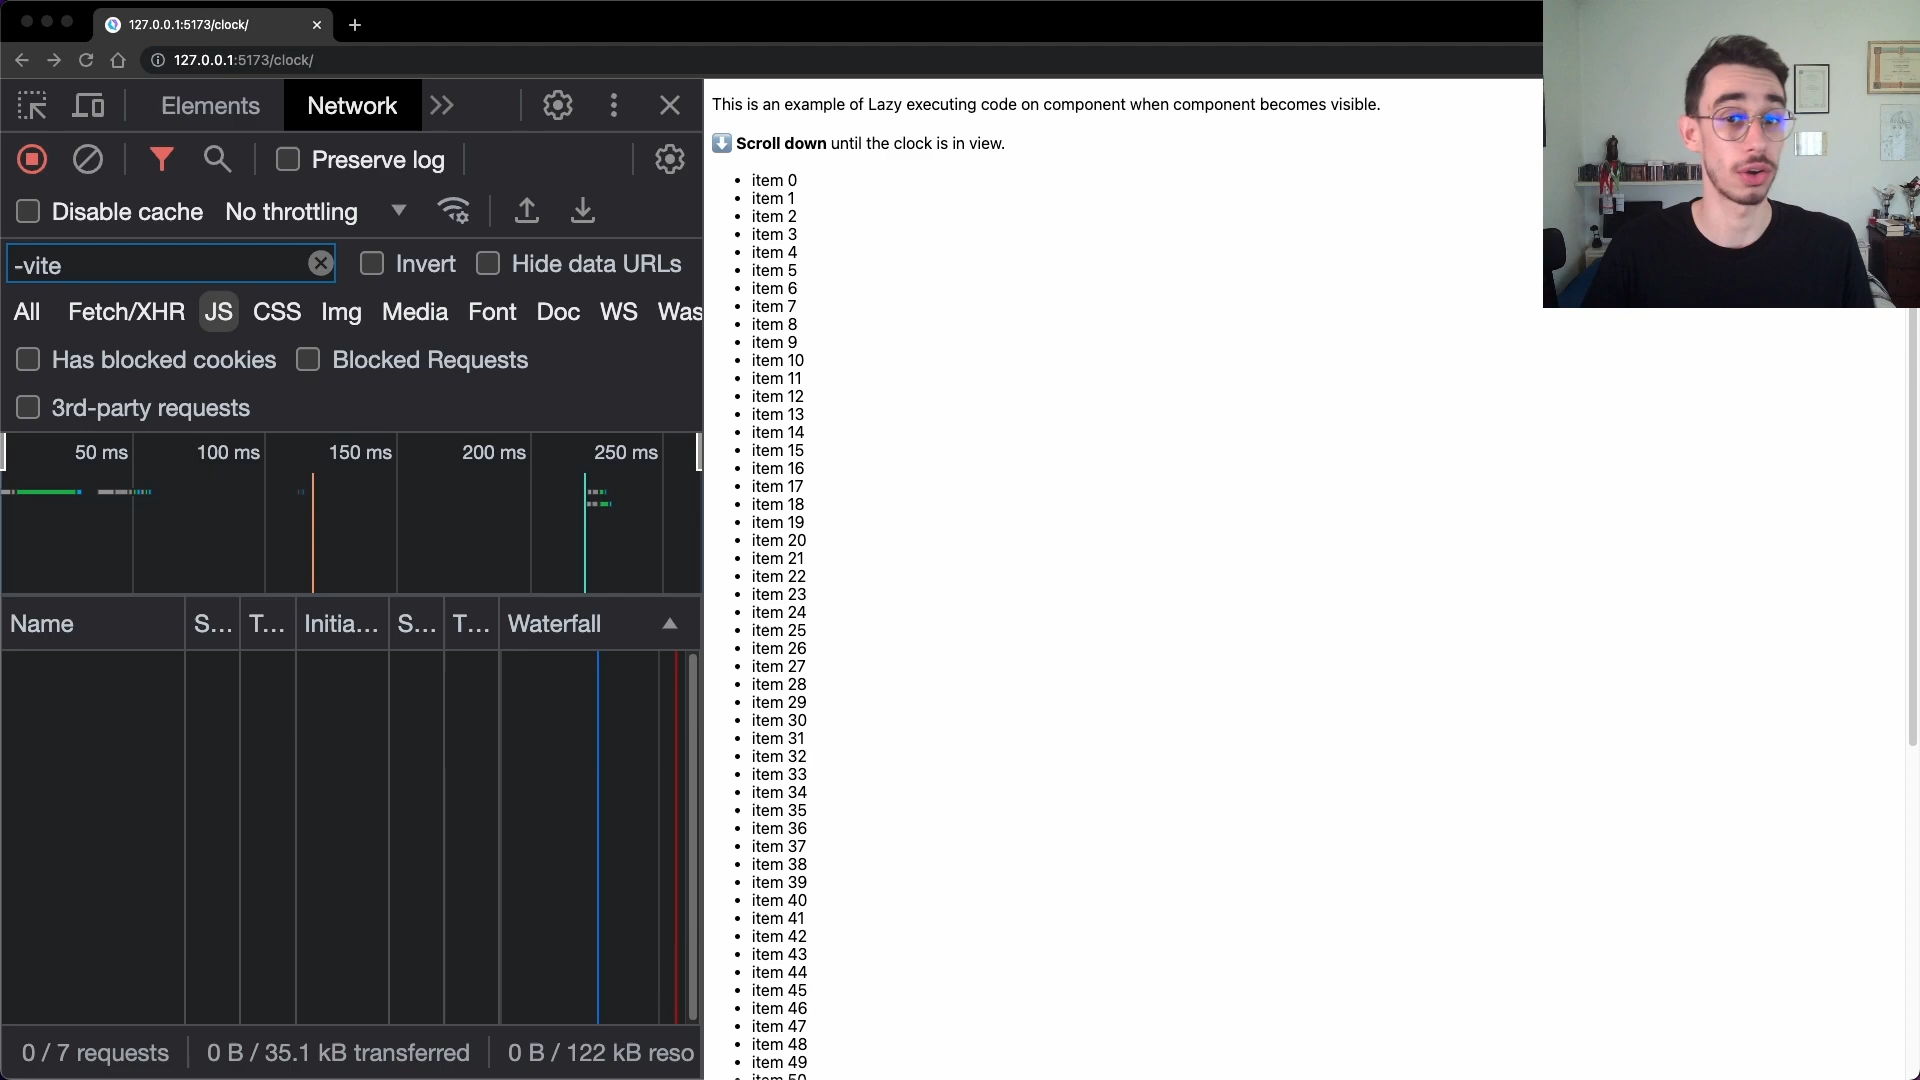 127.0.0.1:5173/clock/
127.0.0.1:5173/clock/
Elements Network
Preserve log
Disable cache No throttling
-vite Invert Hide data URLs
All Fetch/XHR JS CSS Img Media Font Doc WS Was
Has blocked cookies Blocked Requests
3rd-party requests
50 ms 100 ms 150 ms 200 ms 250 ms
Name S... T... Initia... S... T... Waterfall
0 / 7 requests 0 B / 35.1 kB transferred 0 B / 122 kB reso
This is an example of Lazy executing code on component when component becomes visible.
⬇️ Scroll down until the clock is in view.
• item 0
• item 1
• item 2
• item 3
• item 4
• item 5
• item 6
• item 7
• item 8
• item 9
• item 10
• item 11
• item 12
• item 13
• item 14
• item 15
• item 16
• item 17
• item 18
• item 19
• item 20
• item 21
• item 22
• item 23
• item 24
• item 25
• item 26
• item 27
• item 28
• item 29
• item 30
• item 31
• item 32
• item 33
• item 34
• item 35
• item 36
• item 37
• item 38
• item 39
• item 40
• item 41
• item 42
• item 43
• item 44
• item 45
• item 46
• item 47
• item 48
• item 49
• item 50